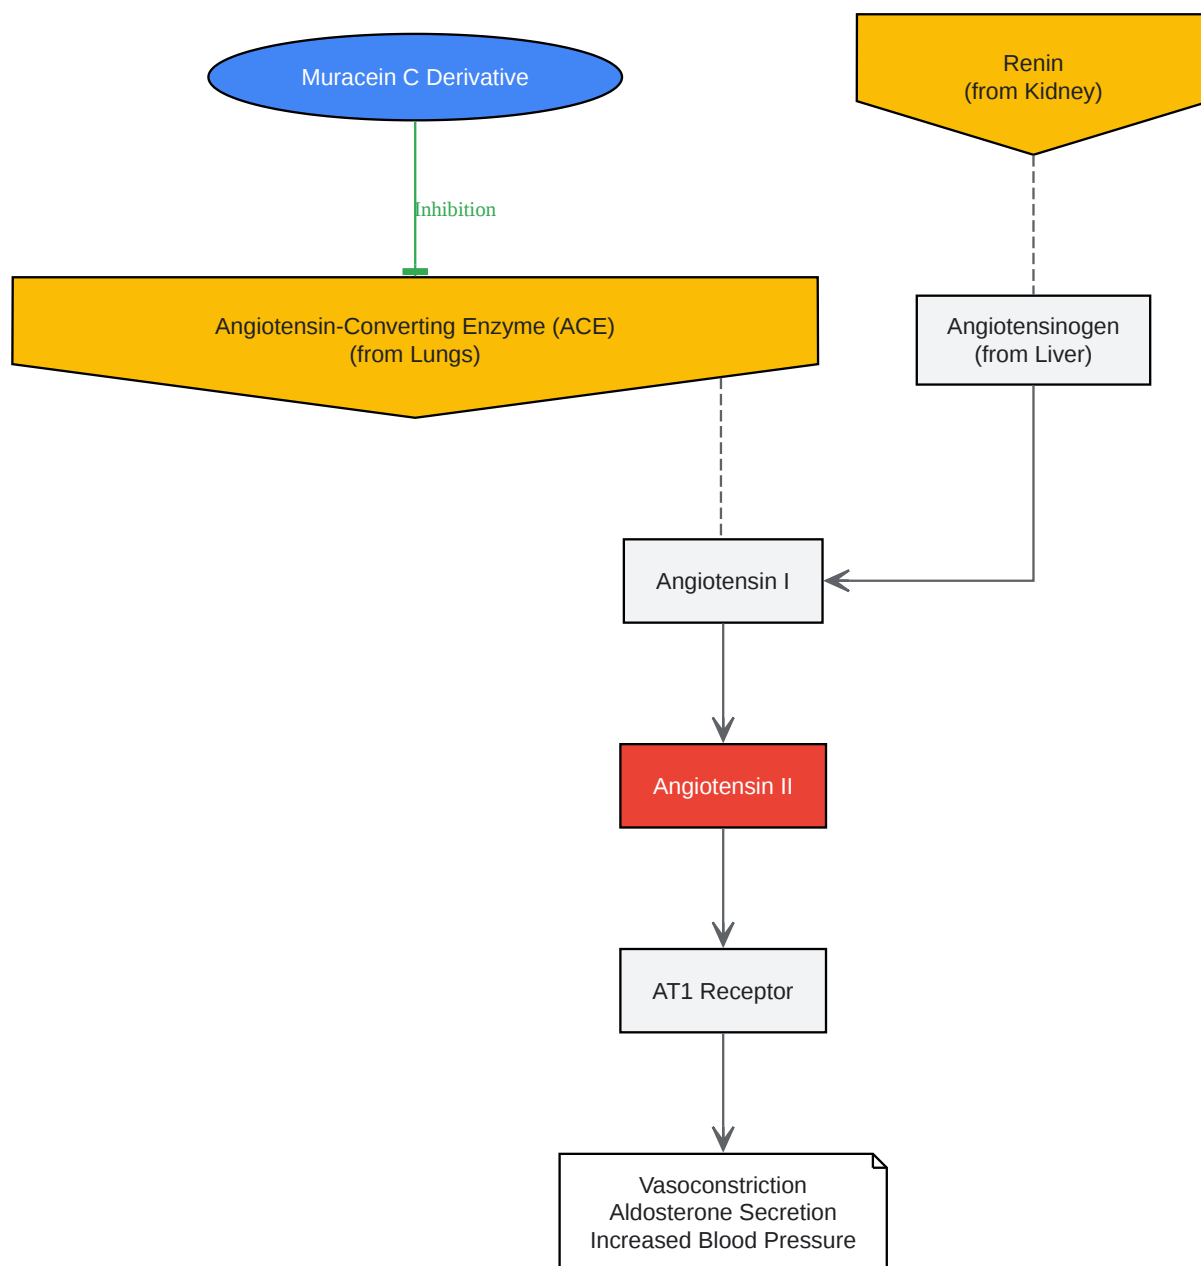 Muracein C Derivative
Renin
(from Kidney)
Inhibition
Angiotensin-Converting Enzyme (ACE)
(from Lungs)
Angiotensinogen
(from Liver)
Angiotensin I
Angiotensin II
AT1 Receptor
Vasoconstriction
Aldosterone Secretion
Increased Blood Pressure